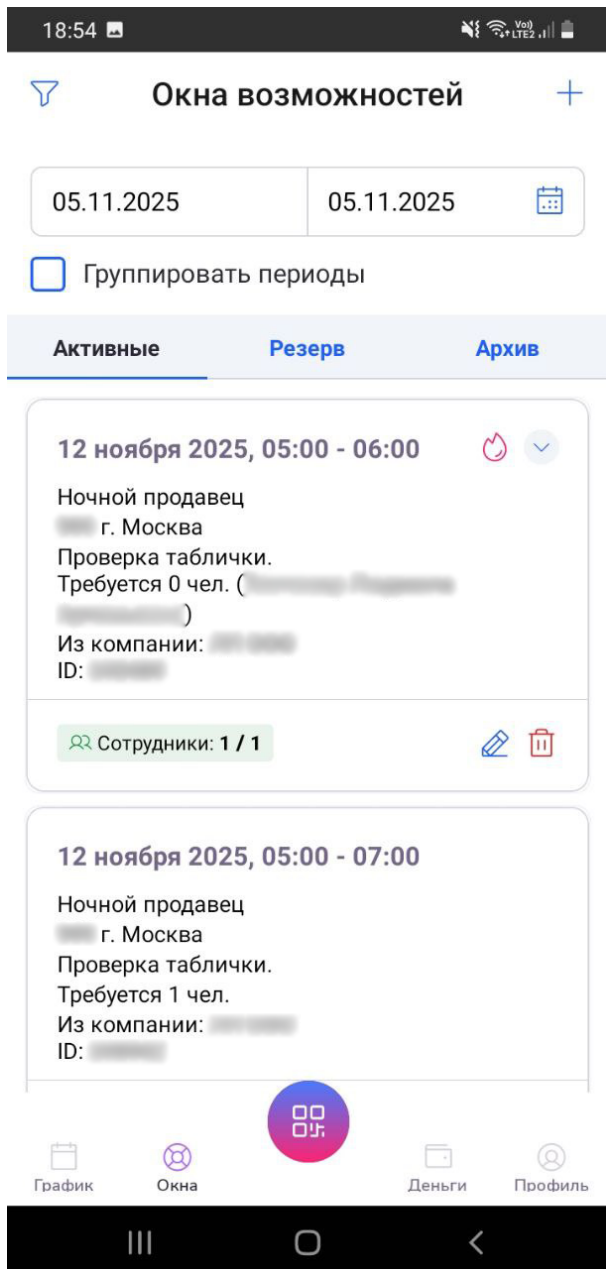 18:54
Vo))
LTE2
Окна возможностей
05.11.2025 05.11.2025
Группировать периоды
Активные Резерв Архив
12 ноября 2025, 05:00 - 06:00
Ночной продавец
г. Москва
Проверка таблички.
Требуется 0 чел. (
)
Из компании:
ID:
Сотрудники: 1 / 1
12 ноября 2025, 05:00 - 07:00
Ночной продавец
г. Москва
Проверка таблички.
Требуется 1 чел.
Из компании:
ID:
График Окна Деньги Профиль